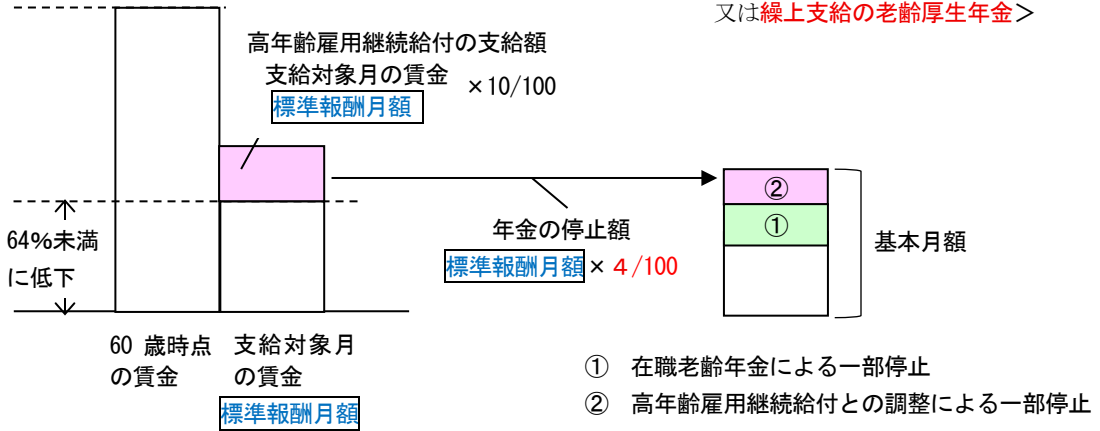 又は繰上支給の老齢厚生年金＞
高年齢雇用継続給付の支給額
支給対象月の賃金 ×10/100
標準報酬月額
64%未満
に低下
年金の停止額
標準報酬月額× 4/100
②
①
基本月額
60 歳時点
の賃金
支給対象月
の賃金
標準報酬月額
① 在職老齢年金による一部停止
② 高年齢雇用継続給付との調整による一部停止